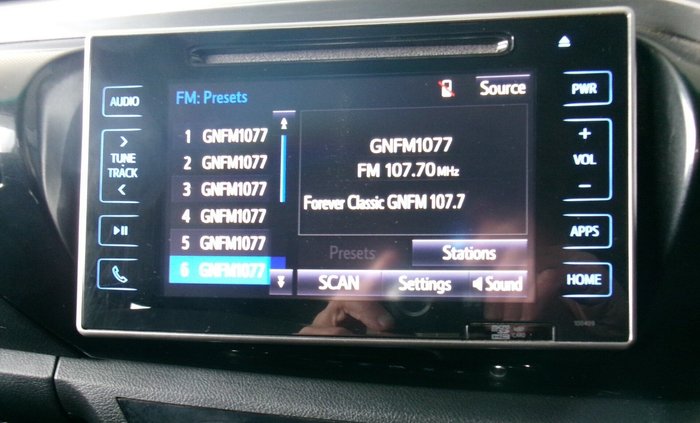 AUDIO
TUNE
TRACK
FM: Presets
Source
1 GNFM1077
2 GNFM1077
3 GNFM1077
4 GNFM1077
5 GNFM1077
6 GNFM1077
GNFM1077
FM 107.70 MHz
Forever Classic GNFM 107.7
Presets
Stations
SCAN
Settings
Sound
PWR
+
VOL
-
APPS
HOME
100409